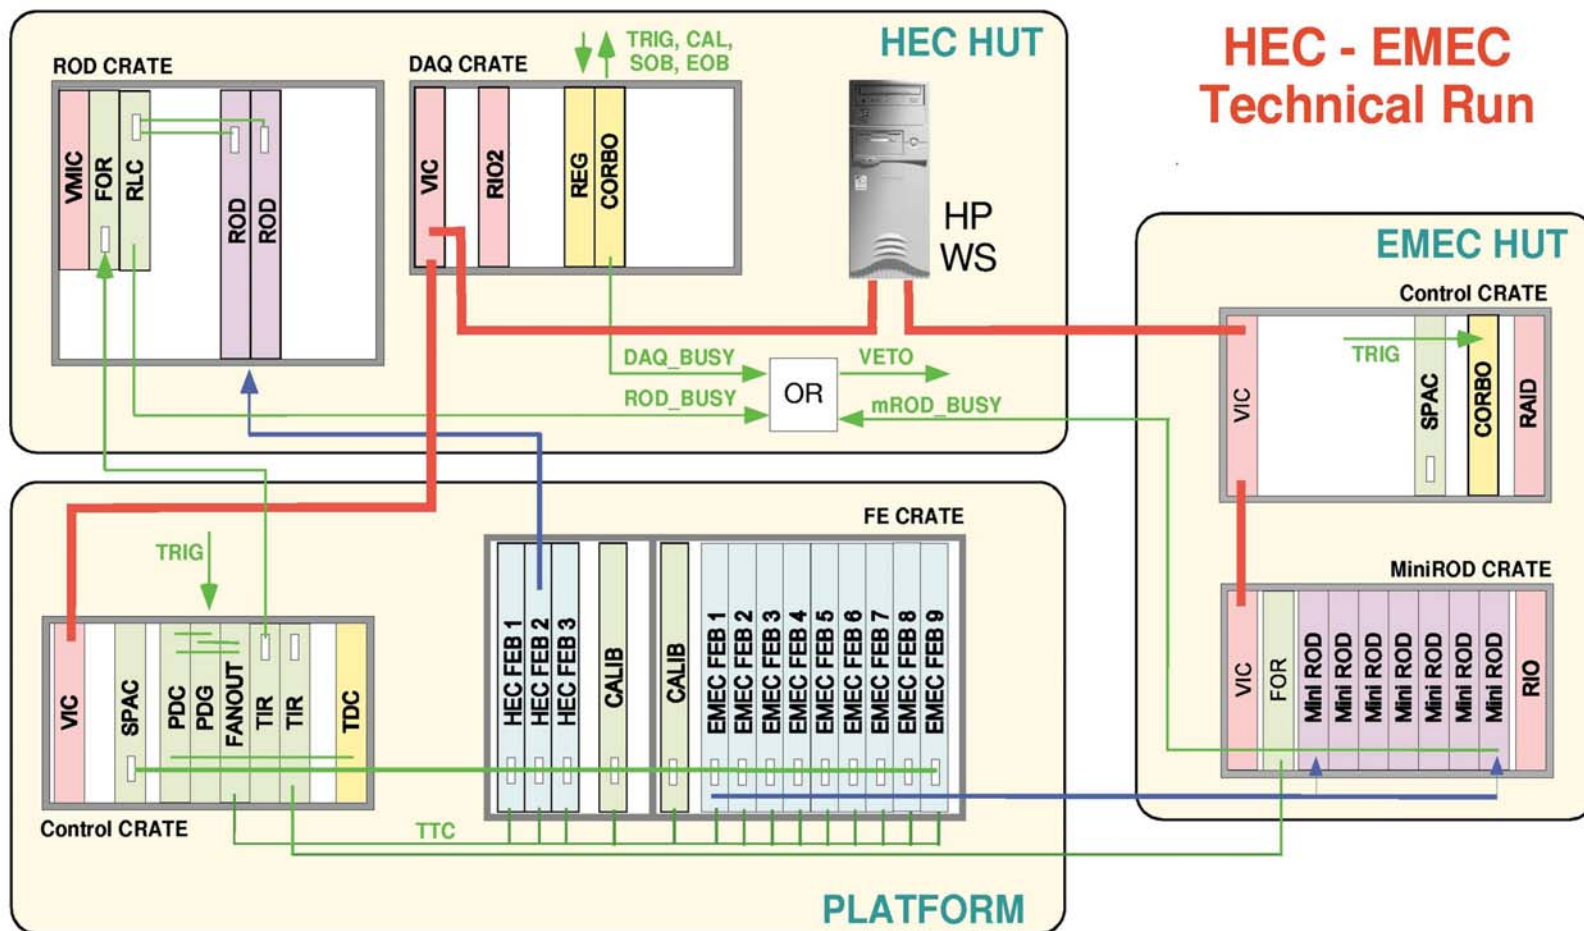 HEC HUT
HEC - EMEC
Technical Run
ROD CRATE
VMIC
FOR
RLC
ROD
ROD
DAQ CRATE
TRIG, CAL,
SOB, EOB
VIC
RIO2
REG
CORBO
HP
WS
DAQ_BUSY
ROD_BUSY
OR
VETO
mROD_BUSY
EMEC HUT
Control CRATE
VIC
TRIG
SPAC
CORBO
RAID
MiniROD CRATE
VIC
FOR
Mini ROD
Mini ROD
Mini ROD
Mini ROD
Mini ROD
Mini ROD
Mini ROD
RIO
TRIG
VIC
SPAC
PDC
PDG
FANOUT
TIR
TIR
TDC
Control CRATE
FE CRATE
HEC FEB 1
HEC FEB 2
HEC FEB 3
CALIB
CALIB
EMEC FEB 1
EMEC FEB 2
EMEC FEB 3
EMEC FEB 4
EMEC FEB 5
EMEC FEB 6
EMEC FEB 7
EMEC FEB 8
EMEC FEB 9
TTC
PLATFORM